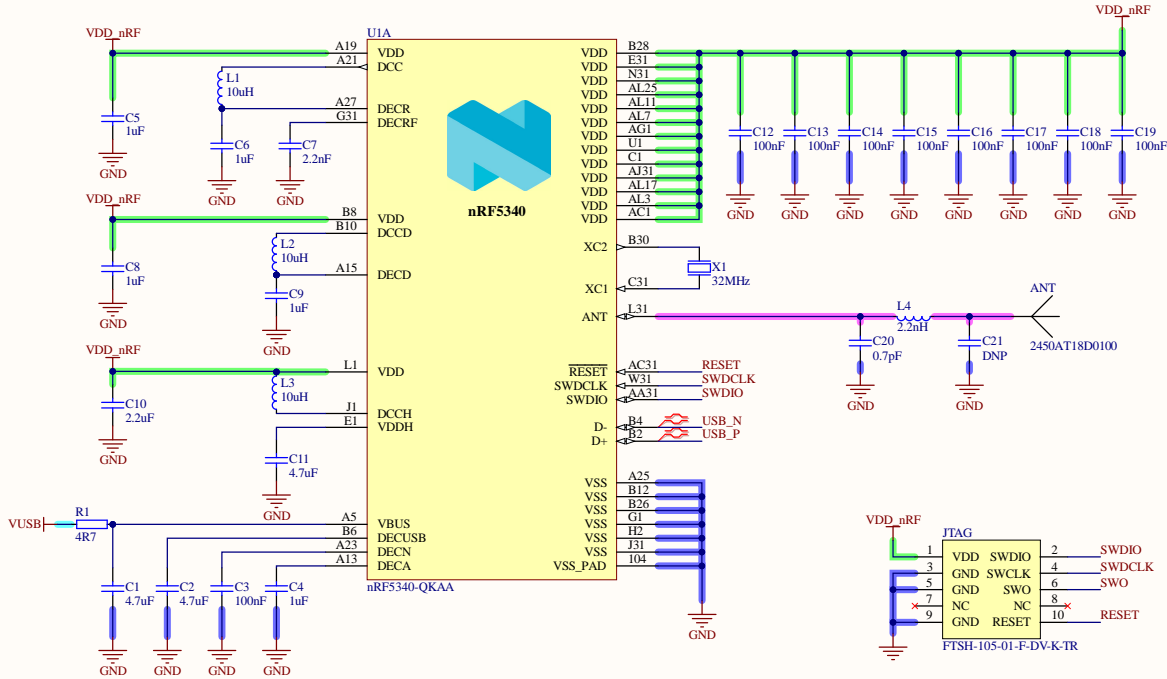 U1A
VDD_nRF
A19 VDD
A21 DCC
L1
10uH
A27 DECR
G31 DECRF
C5
1uF
GND
C6
1uF
GND
C7
2.2nF
GND
VDD_nRF
B8 VDD
B10 DCCD
L2
10uH
A15 DECD
C8
1uF
GND
C9
1uF
GND
VDD_nRF
L1 VDD
L3
10uH
J1 DCCH
E1 VDDH
C10
2.2uF
GND
C11
4.7uF
GND
VUSB
R1
4R7
A5 VBUS
B6 DECUSB
A23 DECN
A13 DECA
C1
4.7uF
GND
C2
4.7uF
GND
C3
100nF
GND
C4
1uF
GND
nRF5340
nRF5340-QKAA
VDD B28
VDD E31
VDD N31
VDD AL25
VDD AL11
VDD AL7
VDD AG1
VDD U1
VDD C1
VDD AJ31
VDD AL17
VDD AL3
VDD AC1
XC2 B30
XC1 C31
X1
32MHz
ANT L31
RESET AC31 RESET
SWDCLK W31 SWDCLK
SWDIO AA31 SWDIO
D- B4 USB_N
D+ B2 USB_P
VSS A25
VSS B12
VSS B26
VSS G1
VSS H2
VSS J31
VSS_PAD 104
GND
VDD_nRF
C12
100nF
GND
C13
100nF
GND
C14
100nF
GND
C15
100nF
GND
C16
100nF
GND
C17
100nF
GND
C18
100nF
GND
C19
100nF
GND
L4
2.2nH
ANT
2450AT18D0100
C20
0.7pF
GND
C21
DNP
GND
VDD_nRF
JTAG
1 VDD SWDIO 2 SWDIO
3 GND SWCLK 4 SWDCLK
5 GND SWO 6 SWO
7 NC NC 8
9 GND RESET 10 RESET
FTSH-105-01-F-DV-K-TR
GND